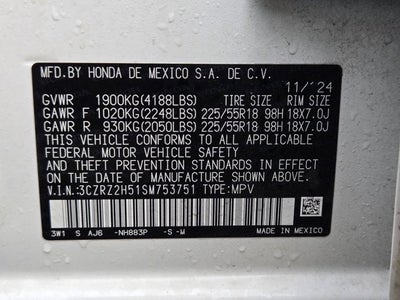 MFD.BY HONDA DE MEXICO S.A. DE C.V.
11/'24
GVWR 1900KG(4188LBS) TIRE SIZE RIM SIZE
GAWR F 1020KG(2248LBS) 225/55R18 98H 18X7.0J
GAWR R 930KG(2050LBS) 225/55R18 98H 18X7.0J
THIS VEHICLE CONFORMS TO ALL APPLICABLE
FEDERAL MOTOR VEHICLE SAFETY
AND THEFT PREVENTION STANDARDS IN EFFECT ON
THE DATE OF MANUFACTURE SHOWN ABOVE.
V.I.N.:3CZRZ2H51SM753751 TYPE:MPV
3W1 S AJ6 -NH883P -S -M
MADE IN MEXICO